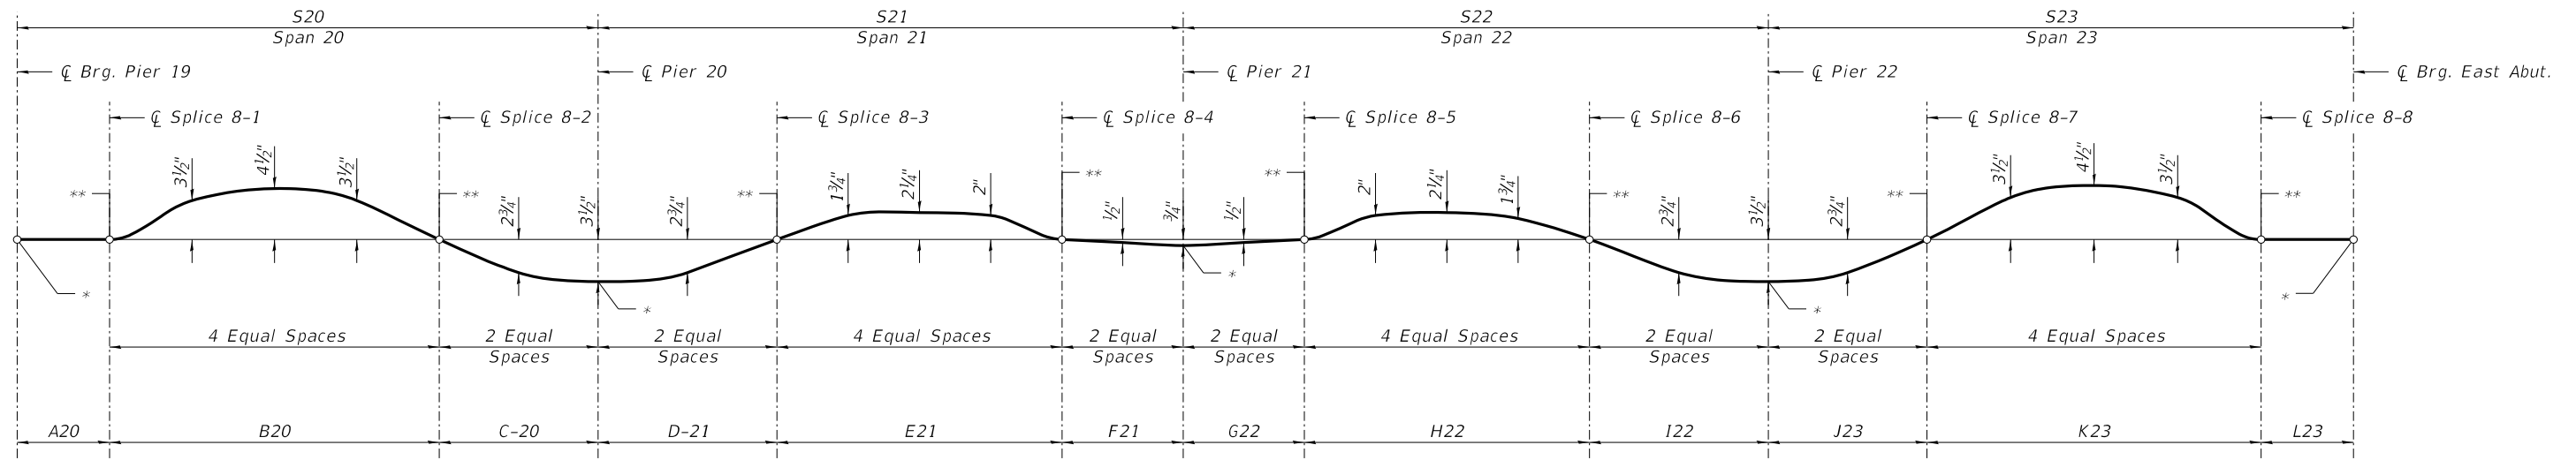 S20 S21 S22 S23
Span 20 Span 21 Span 22 Span 23
℄ Brg. Pier 19 ℄ Pier 20 ℄ Pier 21 ℄ Pier 22 ℄ Brg. East Abut.
℄ Splice 8-1 ℄ Splice 8-2 ℄ Splice 8-3 ℄ Splice 8-4 ℄ Splice 8-5 ℄ Splice 8-6 ℄ Splice 8-7 ℄ Splice 8-8
** 3½" 4½" 3½" ** 2¾" 3½" 2¾" ** 1¾" 2¼" 2" ** ½" ¾" ½" ** 2" 2¼" 1¾" ** 2¾" 3½" 2¾" ** 3½" 4½" 3½" **
* * * * *
4 Equal Spaces 2 Equal 2 Equal 4 Equal Spaces 2 Equal 2 Equal 4 Equal Spaces 2 Equal 2 Equal 4 Equal Spaces
Spaces Spaces Spaces Spaces Spaces Spaces
A20 B20 C-20 D-21 E21 F21 G22 H22 I22 J23 K23 L23